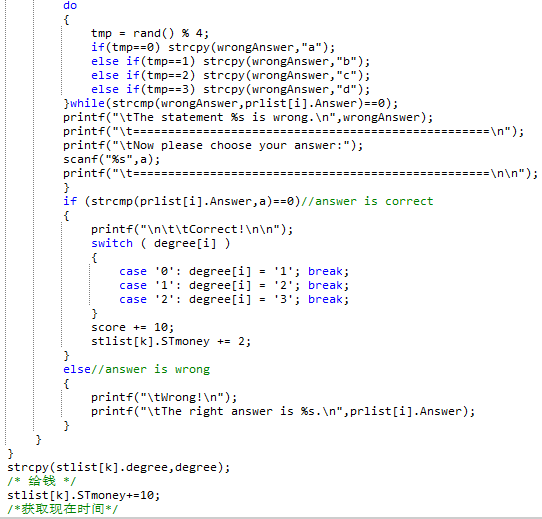 do
{
tmp = rand() % 4;
if(tmp==0) strcpy(wrongAnswer,"a");
else if(tmp==1) strcpy(wrongAnswer,"b");
else if(tmp==2) strcpy(wrongAnswer,"c");
else if(tmp==3) strcpy(wrongAnswer,"d");
}while(strcmp(wrongAnswer,prlist[i].Answer)==0);
printf("\tThe statement %s is wrong.\n",wrongAnswer);
printf("\t===================================================\n");
printf("\tNow please choose your answer:");
scanf("%s",a);
printf("\t===================================================\n\n");
}
if (strcmp(prlist[i].Answer,a)==0)//answer is correct
{
printf("\n\t\tCorrect!\n\n");
switch ( degree[i] )
{
case '0': degree[i] = '1'; break;
case '1': degree[i] = '2'; break;
case '2': degree[i] = '3'; break;
}
score += 10;
stlist[k].STmoney += 2;
}
else//answer is wrong
{
printf("\tWrong!\n");
printf("\tThe right answer is %s.\n",prlist[i].Answer);
}
}
}
strcpy(stlist[k].degree,degree);
/* 给钱 */
stlist[k].STmoney+=10;
/*获取现在时间*/